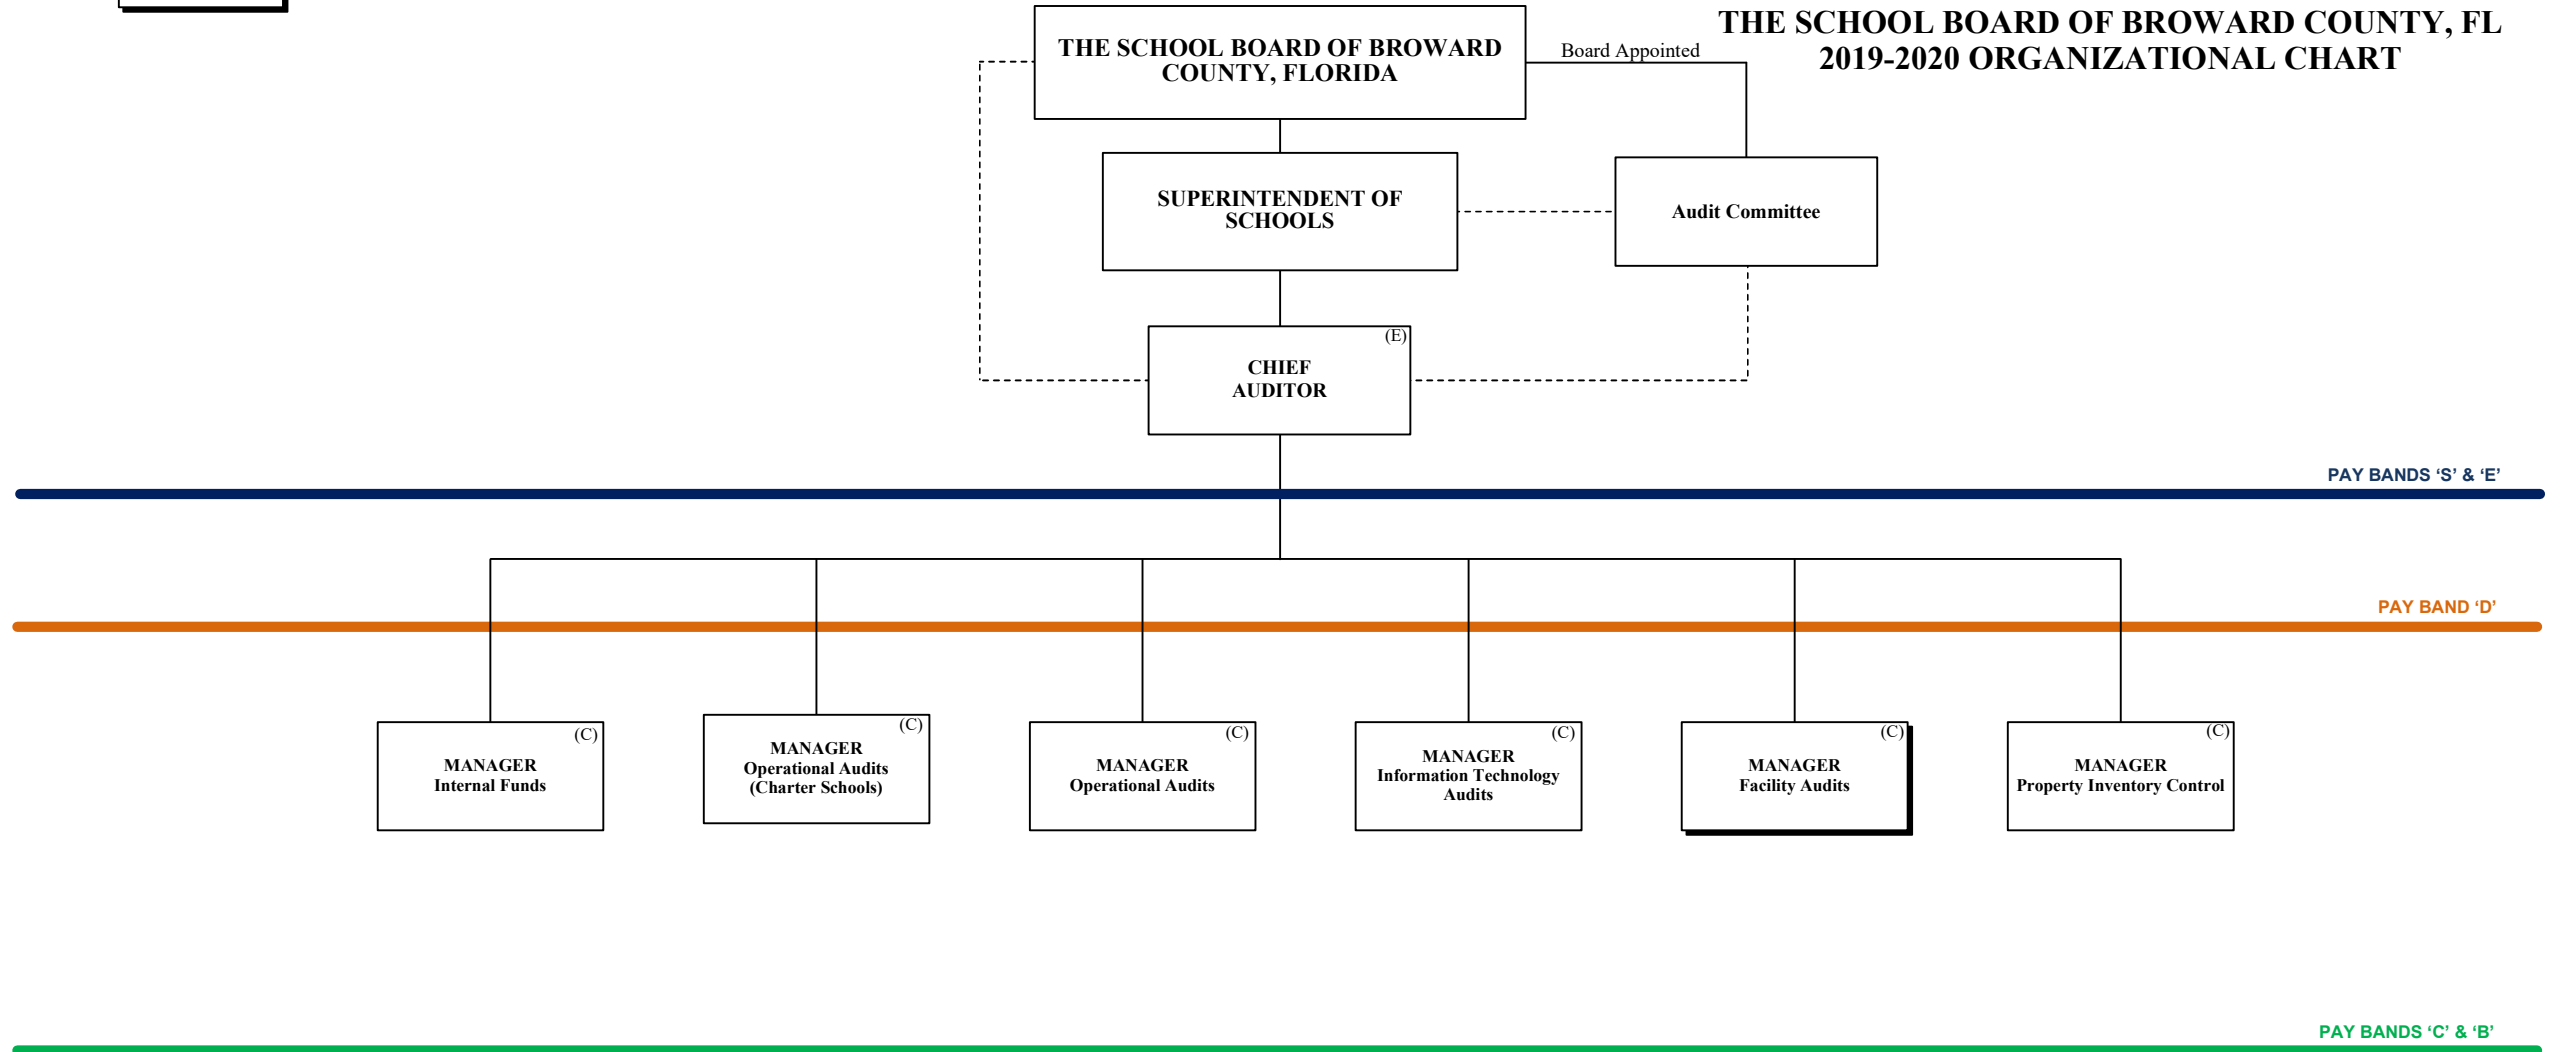 THE SCHOOL BOARD OF BROWARD COUNTY, FL
2019-2020 ORGANIZATIONAL CHART
THE SCHOOL BOARD OF BROWARD
COUNTY, FLORIDA
Board Appointed
SUPERINTENDENT OF
SCHOOLS
Audit Committee
(E)
CHIEF
AUDITOR
PAY BANDS ‘S’ & ‘E’
PAY BAND ‘D’
(C)
MANAGER
Internal Funds
(C)
MANAGER
Operational Audits
(Charter Schools)
(C)
MANAGER
Operational Audits
(C)
MANAGER
Information Technology
Audits
(C)
MANAGER
Facility Audits
(C)
MANAGER
Property Inventory Control
PAY BANDS ‘C’ & ‘B’